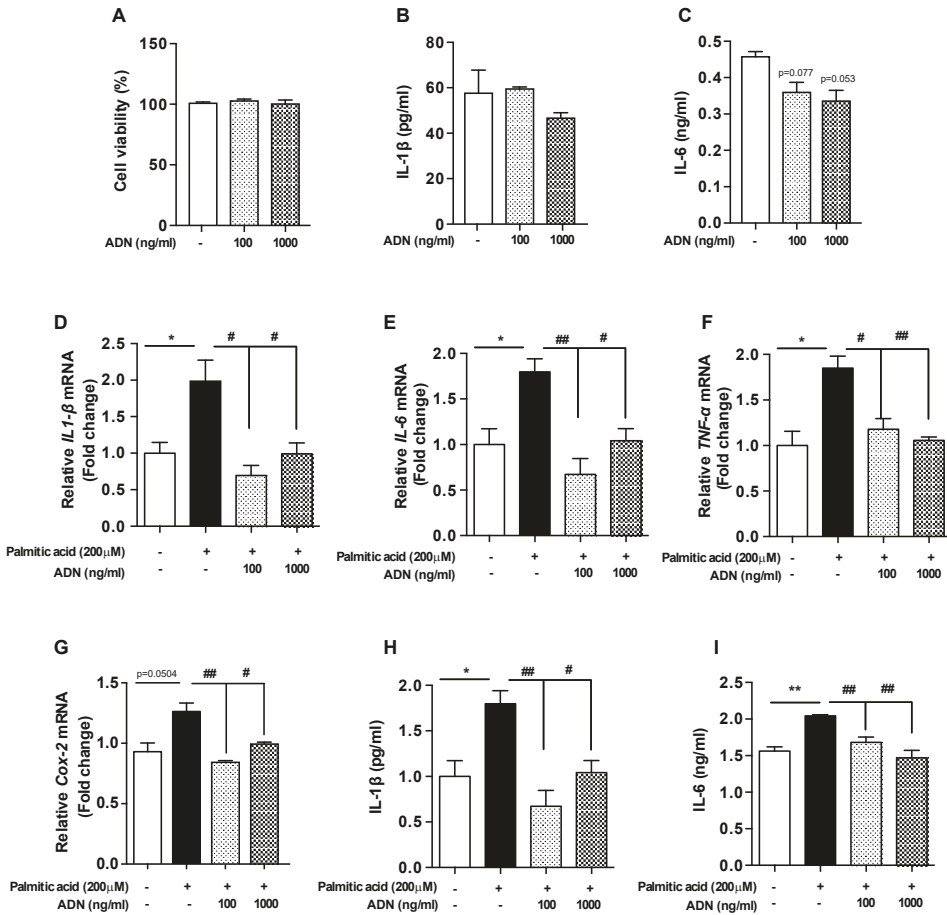 A
Cell viability (%)
150
100
50
0
ADN (ng/ml)
-
100
1000
B
IL-1β (pg/ml)
80
60
40
20
0
ADN (ng/ml)
-
100
1000
C
IL-6 (ng/ml)
0.5
0.4
0.3
0.2
0.1
0.0
p=0.077
p=0.053
ADN (ng/ml)
-
100
1000
D
Relative IL1-β mRNA
(Fold change)
2.5
2.0
1.5
1.0
0.5
0.0
*
#
#
Palmitic acid (200μM)
- + + +
ADN (ng/ml)
- - 100 1000
E
Relative IL-6 mRNA
(Fold change)
2.0
1.5
1.0
0.5
0.0
*
##
#
Palmitic acid (200μM)
- + + +
ADN (ng/ml)
- - 100 1000
F
Relative TNF-α mRNA
(Fold change)
2.0
1.5
1.0
0.5
0.0
*
#
##
Palmitic acid (200μM)
- + + +
ADN (ng/ml)
- - 100 1000
G
Relative Cox-2 mRNA
(Fold change)
1.5
1.0
0.5
0.0
p=0.0504
##
#
Palmitic acid (200μM)
- + + +
ADN (ng/ml)
- - 100 1000
H
IL-1β (pg/ml)
2.0
1.5
1.0
0.5
0.0
*
##
#
Palmitic acid (200μM)
- + + +
ADN (ng/ml)
- - 100 1000
I
IL-6 (ng/ml)
2.5
2.0
1.5
1.0
0.5
0.0
**
##
##
Palmitic acid (200μM)
- + + +
ADN (ng/ml)
- - 100 1000